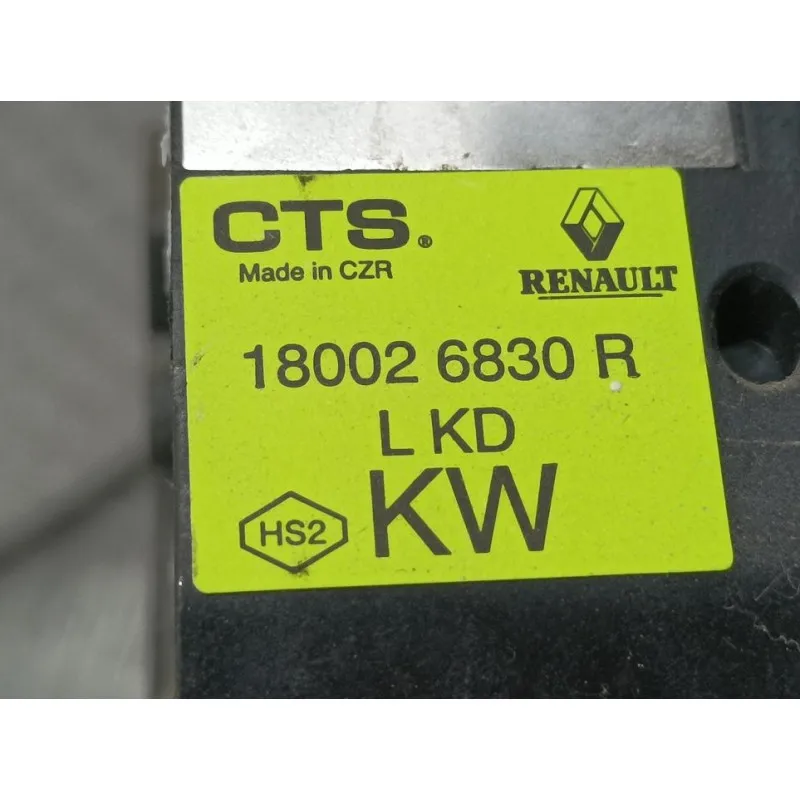 CTS®
Made in CZR
RENAULT
18002 6830 R
L KD
HS2
KW